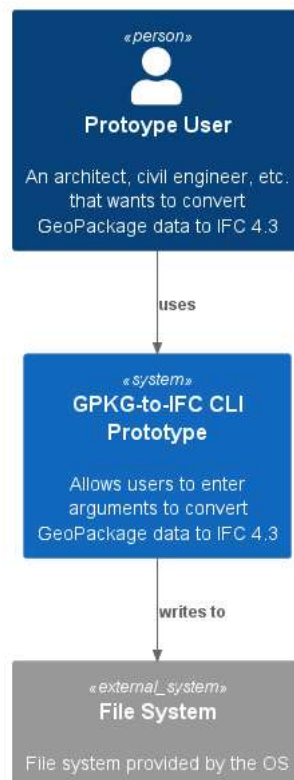 «person»
Protoype User
An architect, civil engineer, etc.
that wants to convert
GeoPackage data to IFC 4.3
uses
«system»
GPKG-to-IFC CLI
Prototype
Allows users to enter
arguments to convert
GeoPackage data to IFC 4.3
writes to
«external_system»
File System
File system provided by the OS